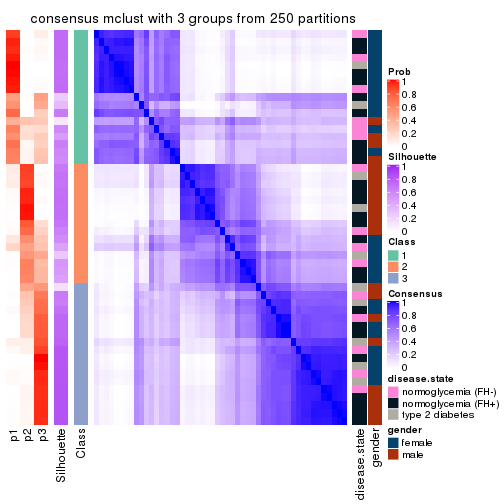 consensus mclust with 3 groups from 250 partitions
Prob
1
0.8
0.6
0.4
0.2
0
Silhouette
1
0.8
0.6
0.4
0.2
0
Class
1
2
3
Consensus
1
0.8
0.6
0.4
0.2
0
disease.state
normoglycemia (FH-)
normoglycemia (FH+)
type 2 diabetes
gender
female
male
p1
p2
p3
Silhouette
Class
disease.state
gender